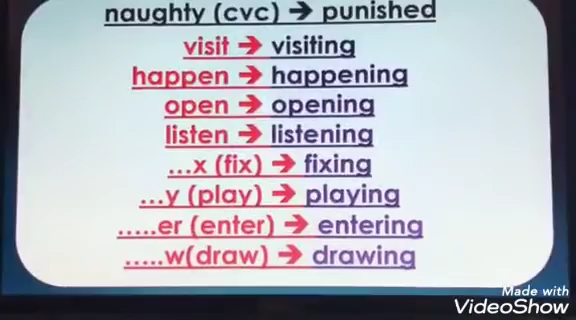 naughty (cvc) ➔ punished
visit ➔ visiting
happen ➔ happening
open ➔ opening
listen ➔ listening
...x (fix) ➔ fixing
...y (play) ➔ playing
.....er (enter) ➔ entering
.....w(draw) ➔ drawing
Made with
VideoShow